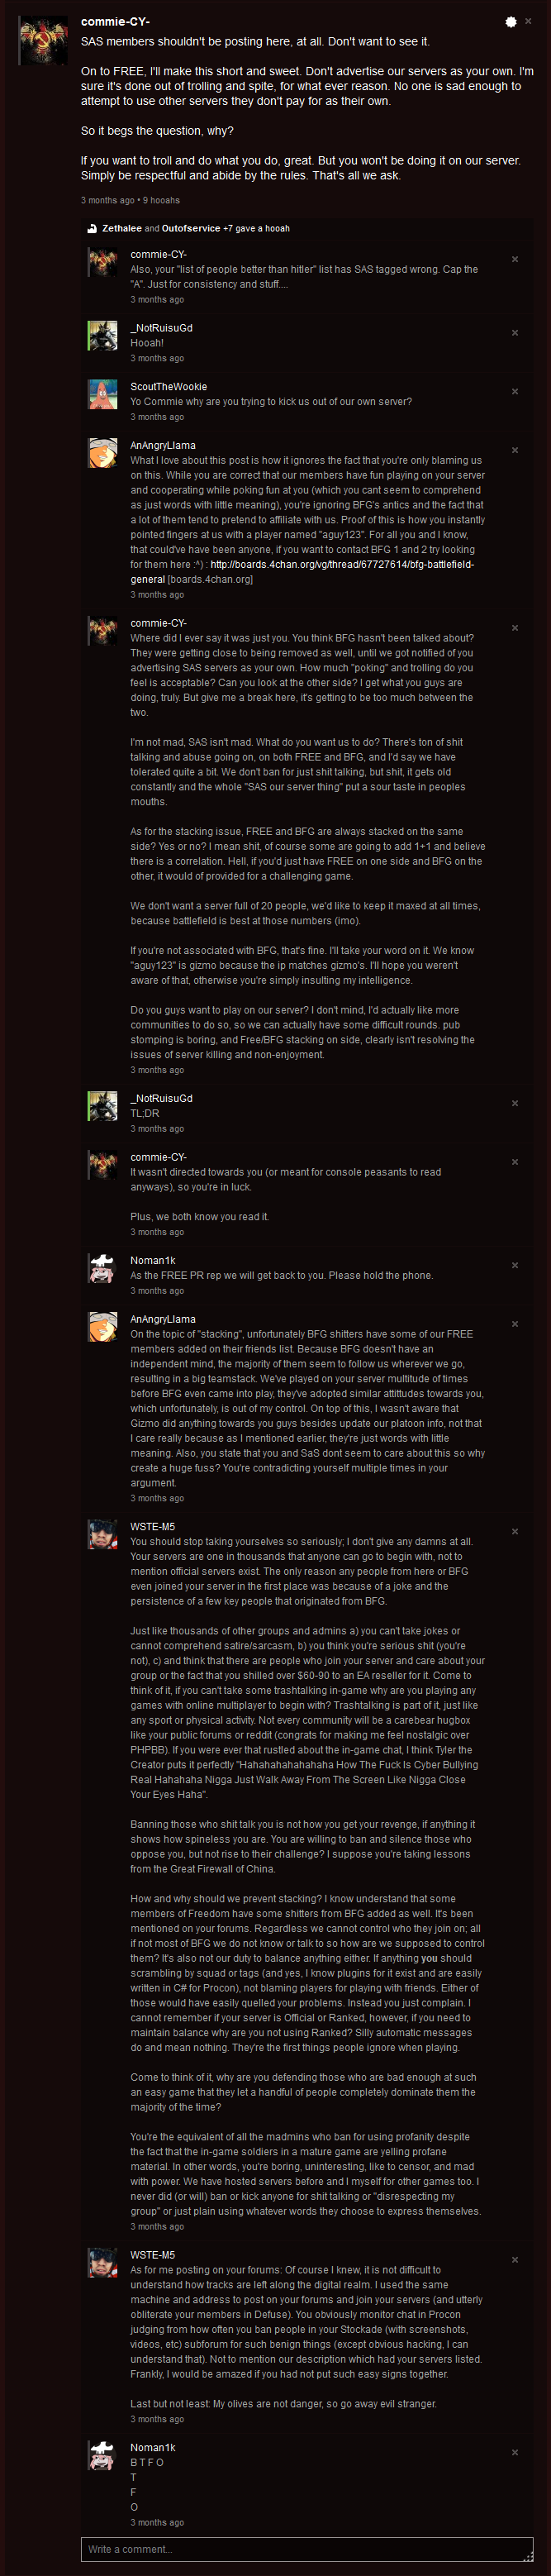 commie-CY-
SAS members shouldn't be posting here, at all. Don't want to see it.
On to FREE, I'll make this short and sweet. Don't advertise our servers as your own. I'm
sure it's done out of trolling and spite, for what ever reason. No one is sad enough to
attempt to use other servers they don't pay for as their own.
So it begs the question, why?
If you want to troll and do what you do, great. But you won't be doing it on our server.
Simply be respectful and abide by the rules. That's all we ask.
3 months ago • 9 hooahs
Zethalee and Outofservice +7 gave a hooah
commie-CY-
Also, your "list of people better than hitler" list has SAS tagged wrong. Cap the
"A". Just for consistency and stuff....
3 months ago
_NotRuisuGd
Hooah!
3 months ago
ScoutTheWookie
Yo Commie why are you trying to kick us out of our own server?
3 months ago
AnAngryLlama
What I love about this post is how it ignores the fact that you're only blaming us
on this. While you are correct that our members have fun playing on your server
and cooperating while poking fun at you (which you cant seem to comprehend
as just words with little meaning), you're ignoring BFG's antics and the fact that
a lot of them tend to pretend to affiliate with us. Proof of this is how you instantly
pointed fingers at us with a player named "aguy123". For all you and I know,
that could've have been anyone, if you want to contact BFG 1 and 2 try looking
for them here :^) : http://boards.4chan.org/vg/thread/67727614/bfg-battlefield-
general [boards.4chan.org]
3 months ago
commie-CY-
Where did I ever say it was just you. You think BFG hasn't been talked about?
They were getting close to being removed as well, until we got notified of you
advertising SAS servers as your own. How much "poking" and trolling do you
feel is acceptable? Can you look at the other side? I get what you guys are
doing, truly. But give me a break here, it's getting to be too much between the
two.
I'm not mad, SAS isn't mad. What do you want us to do? There's ton of shit
talking and abuse going on, on both FREE and BFG, and I'd say we have
tolerated quite a bit. We don't ban for just shit talking, but shit, it gets old
constantly and the whole "SAS our server thing" put a sour taste in peoples
mouths.
As for the stacking issue, FREE and BFG are always stacked on the same
side? Yes or no? I mean shit, of course some are going to add 1+1 and believe
there is a correlation. Hell, if you'd just have FREE on one side and BFG on the
other, it would of provided for a challenging game.
We don't want a server full of 20 people, we'd like to keep it maxed at all times,
because battlefield is best at those numbers (imo).
If you're not associated with BFG, that's fine. I'll take your word on it. We know
"aguy123" is gizmo because the ip matches gizmo's. I'll hope you weren't
aware of that, otherwise you're simply insulting my intelligence.
Do you guys want to play on our server? I don't mind, I'd actually like more
communities to do so, so we can actually have some difficult rounds. pub
stomping is boring, and Free/BFG stacking on side, clearly isn't resolving the
issues of server killing and non-enjoyment.
3 months ago
_NotRuisuGd
TL;DR
3 months ago
commie-CY-
It wasn't directed towards you (or meant for console peasants to read
anyways), so you're in luck.
Plus, we both know you read it.
3 months ago
Noman1k
As the FREE PR rep we will get back to you. Please hold the phone.
3 months ago
AnAngryLlama
On the topic of "stacking", unfortunately BFG shitters have some of our FREE
members added on their friends list. Because BFG doesn't have an
independent mind, the majority of them seem to follow us wherever we go,
resulting in a big teamstack. We've played on your server multitude of times
before BFG even came into play, they've adopted similar attittudes towards you,
which unfortunately, is out of my control. On top of this, I wasn't aware that
Gizmo did anything towards you guys besides update our platoon info, not that
I care really because as I mentioned earlier, they're just words with little
meaning. Also, you state that you and SaS dont seem to care about this so why
create a huge fuss? You're contradicting yourself multiple times in your
argument.
3 months ago
WSTE-M5
You should stop taking yourselves so seriously; I don't give any damns at all.
Your servers are one in thousands that anyone can go to begin with, not to
mention official servers exist. The only reason any people from here or BFG
even joined your server in the first place was because of a joke and the
persistence of a few key people that originated from BFG.
Just like thousands of other groups and admins a) you can't take jokes or
cannot comprehend satire/sarcasm, b) you think you're serious shit (you're
not), c) and think that there are people who join your server and care about your
group or the fact that you shilled over $60-90 to an EA reseller for it. Come to
think of it, if you can't take some trashtalking in-game why are you playing any
games with online multiplayer to begin with? Trashtalking is part of it, just like
any sport or physical activity. Not every community will be a carebear hugbox
like your public forums or reddit (congrats for making me feel nostalgic over
PHPBB). If you were ever that rustled about the in-game chat, I think Tyler the
Creator puts it perfectly "Hahahahahahaha How The Fuck Is Cyber Bullying
Real Hahahaha Nigga Just Walk Away From The Screen Like Nigga Close
Your Eyes Haha".
Banning those who shit talk you is not how you get your revenge, if anything it
shows how spineless you are. You are willing to ban and silence those who
oppose you, but not rise to their challenge? I suppose you're taking lessons
from the Great Firewall of China.
How and why should we prevent stacking? I know understand that some
members of Freedom have some shitters from BFG added as well. It's been
mentioned on your forums. Regardless we cannot control who they join on; all
if not most of BFG we do not know or talk to so how are we supposed to control
them? It's also not our duty to balance anything either. If anything you should
scrambling by squad or tags (and yes, I know plugins for it exist and are easily
written in C# for Procon), not blaming players for playing with friends. Either of
those would have easily quelled your problems. Instead you just complain. I
cannot remember if your server is Official or Ranked, however, if you need to
maintain balance why are you not using Ranked? Silly automatic messages
do and mean nothing. They're the first things people ignore when playing.
Come to think of it, why are you defending those who are bad enough at such
an easy game that they let a handful of people completely dominate them the
majority of the time?
You're the equivalent of all the madmins who ban for using profanity despite
the fact that the in-game soldiers in a mature game are yelling profane
material. In other words, you're boring, uninteresting, like to censor, and mad
with power. We have hosted servers before and I myself for other games too. I
never did (or will) ban or kick anyone for shit talking or "disrespecting my
group" or just plain using whatever words they choose to express themselves.
3 months ago
WSTE-M5
As for me posting on your forums: Of course I knew, it is not difficult to
understand how tracks are left along the digital realm. I used the same
machine and address to post on your forums and join your servers (and utterly
obliterate your members in Defuse). You obviously monitor chat in Procon
judging from how often you ban people in your Stockade (with screenshots,
videos, etc) subforum for such benign things (except obvious hacking, I can
understand that). Not to mention our description which had your servers listed.
Frankly, I would be amazed if you had not put such easy signs together.
Last but not least: My olives are not danger, so go away evil stranger.
3 months ago
Noman1k
B T F O
T
F
O
3 months ago
Write a comment...